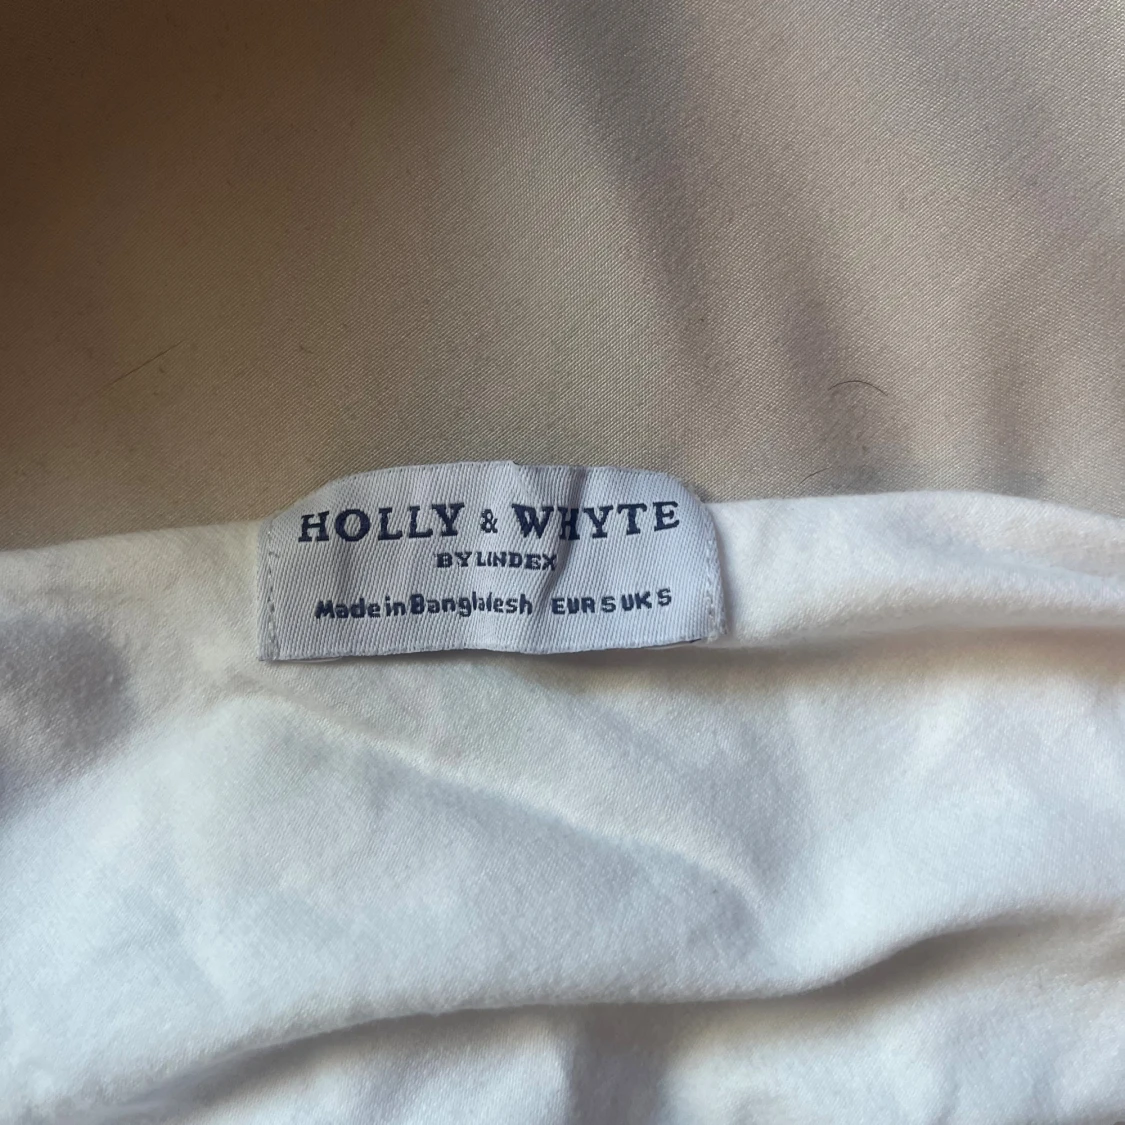 HOLLY & WHYTE
BY LINDEX
Made in Bangladesh EUR S UK S